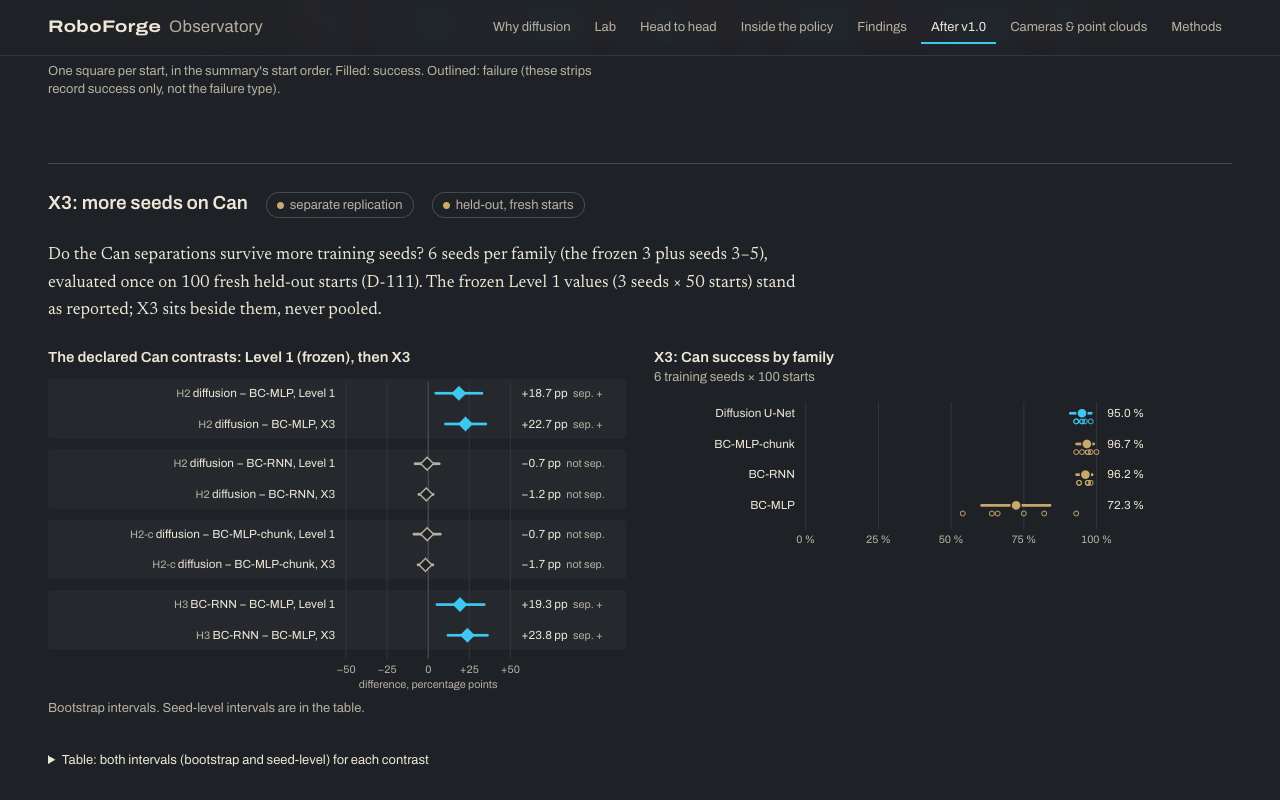 RoboForge Observatory
Why diffusion
Lab
Head to head
Inside the policy
Findings
After v1.0
Cameras & point clouds
Methods
One square per start, in the summary's start order. Filled: success. Outlined: failure (these strips
record success only, not the failure type).
X3: more seeds on Can
separate replication
held-out, fresh starts
Do the Can separations survive more training seeds? 6 seeds per family (the frozen 3 plus seeds 3–5),
evaluated once on 100 fresh held-out starts (D-111). The frozen Level 1 values (3 seeds × 50 starts) stand
as reported; X3 sits beside them, never pooled.
The declared Can contrasts: Level 1 (frozen), then X3
H2 diffusion – BC-MLP, Level 1 +18.7 pp sep. +
H2 diffusion – BC-MLP, X3 +22.7 pp sep. +
H2 diffusion – BC-RNN, Level 1 −0.7 pp not sep.
H2 diffusion – BC-RNN, X3 −1.2 pp not sep.
H2-c diffusion – BC-MLP-chunk, Level 1 −0.7 pp not sep.
H2-c diffusion – BC-MLP-chunk, X3 −1.7 pp not sep.
H3 BC-RNN – BC-MLP, Level 1 +19.3 pp sep. +
H3 BC-RNN – BC-MLP, X3 +23.8 pp sep. +
−50 −25 0 +25 +50
difference, percentage points
Bootstrap intervals. Seed-level intervals are in the table.
Table: both intervals (bootstrap and seed-level) for each contrast
X3: Can success by family
6 training seeds × 100 starts
Diffusion U-Net 95.0 %
BC-MLP-chunk 96.7 %
BC-RNN 96.2 %
BC-MLP 72.3 %
0 % 25 % 50 % 75 % 100 %